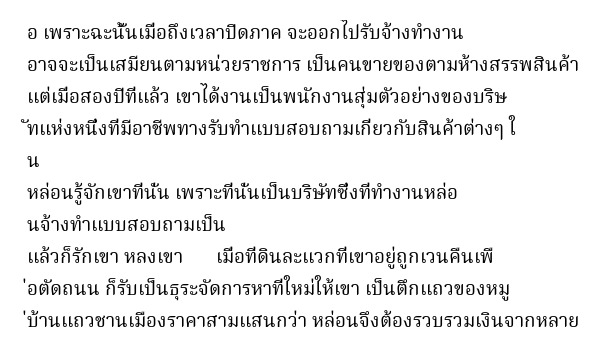 อ เพราะฉะนั้นเมื่อถึงเวลาปิดภาค จะออกไปรับจ้างทำงาน
อาจจะเป็นเสมียนตามหน่วยราชการ เป็นคนขายของตามห้างสรรพสินค้า
แต่เมื่อสองปีที่แล้ว เขาได้งานเป็นพนักงานสุ่มตัวอย่างของบริษ
ัทแห่งหนึ่งที่มีอาชีพทางรับทำแบบสอบถามเกี่ยวกับสินค้าต่างๆ ใ
น
หล่อนรู้จักเขาที่นั่น เพราะที่นั่นเป็นบริษัทซึ่งที่ทำงานหล่อ
นจ้างทำแบบสอบถามเป็น
แล้วก็รักเขา หลงเขา เมื่อที่ดินละแวกที่เขาอยู่ถูกเวนคืนเพื
่อตัดถนน ก็รับเป็นธุระจัดการหาที่ใหม่ให้เขา เป็นตึกแถวของหมู
่บ้านแถวชานเมืองราคาสามแสนกว่า หล่อนจึงต้องรวบรวมเงินจากหลาย